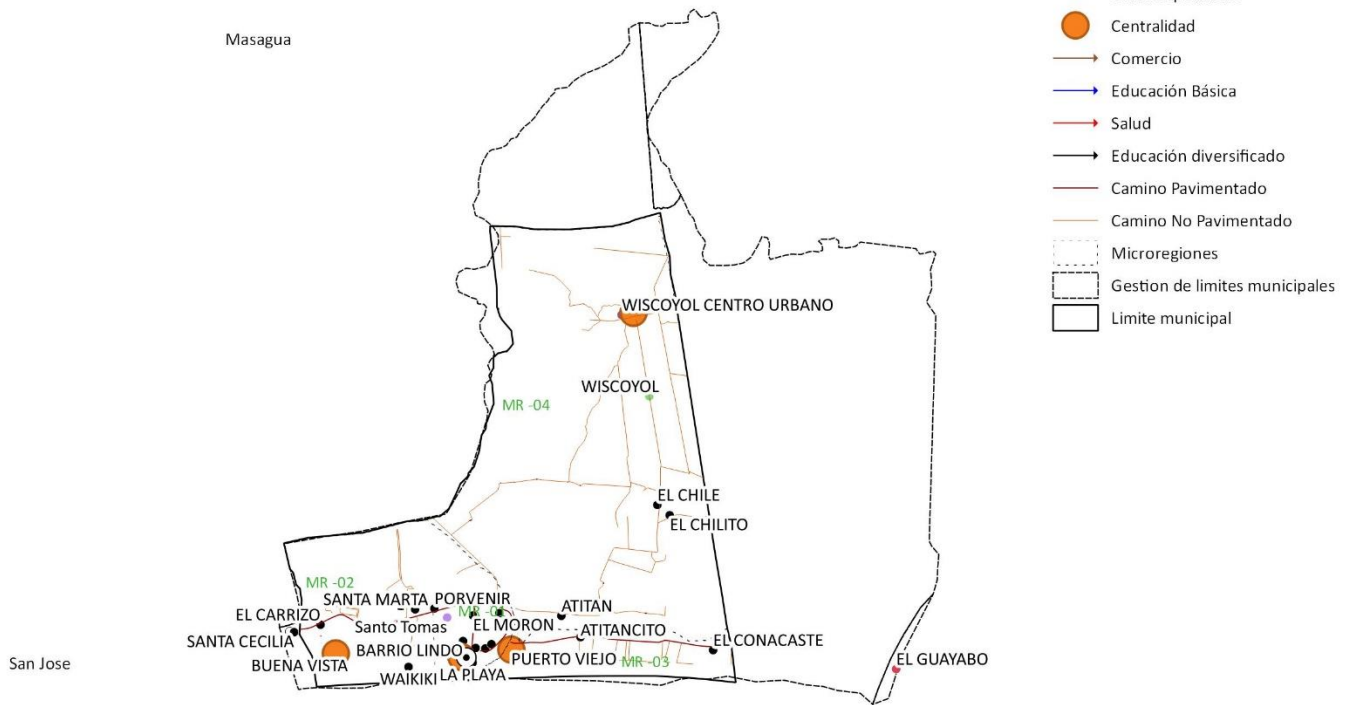 Masagua
Centralidad
Comercio
Educación Básica
Salud
Educación diversificado
Camino Pavimentado
Camino No Pavimentado
Microregiones
Gestion de limites municipales
Limite municipal
WISCOYOL CENTRO URBANO
WISCOYOL
MR -04
EL CHILE
EL CHILITO
MR -02
SANTA MARTA
PORVENIR
MR -01
ATITAN
EL CARRIZO
Santo Tomas
EL MORON
ATITANCITO
SANTA CECILIA
BARRIO LINDO
EL CONACASTE
BUENA VISTA
PUERTO VIEJO
MR -03
San Jose
WAIKIKI
LA PLAYA
EL GUAYABO